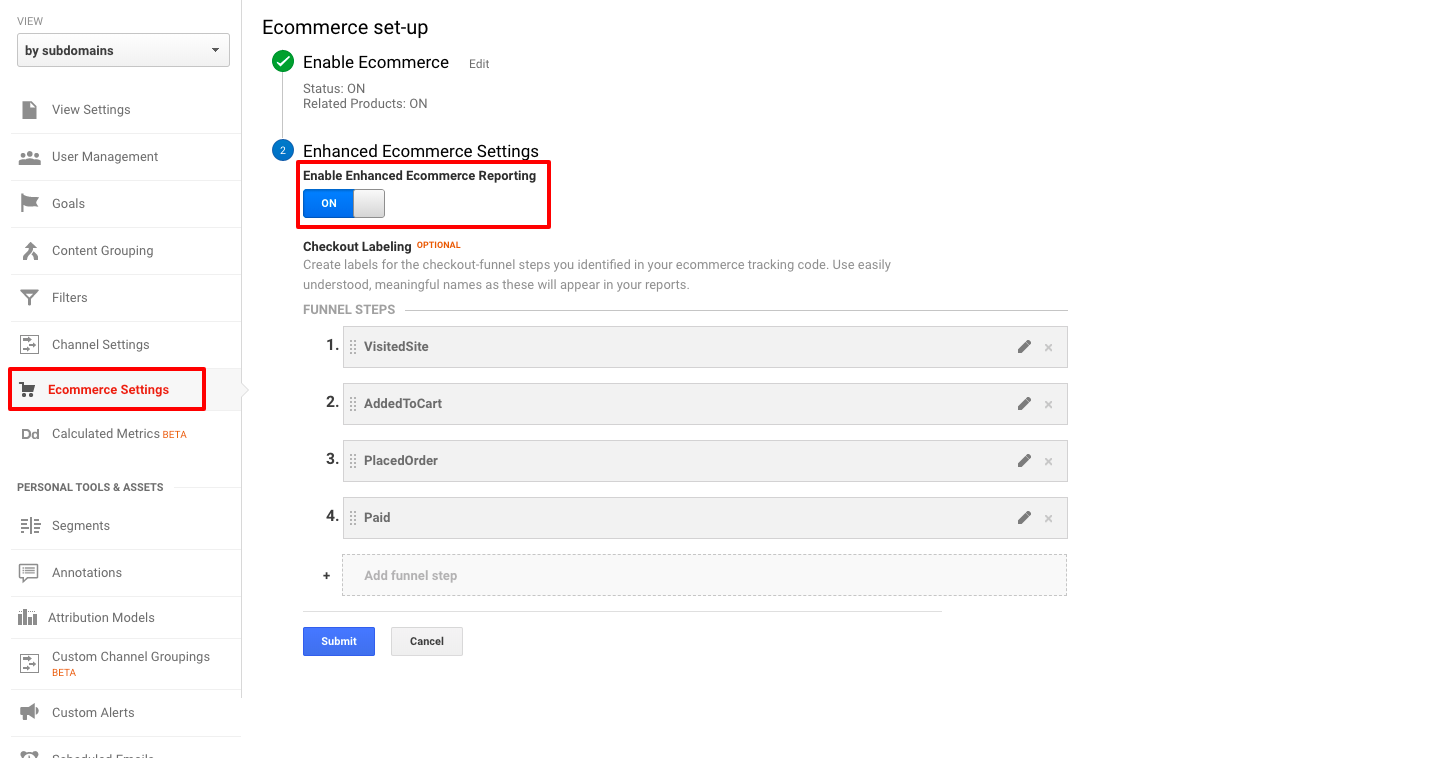 VIEW
by subdomains
View Settings
User Management
Goals
Content Grouping
Filters
Channel Settings
Ecommerce Settings
Dd Calculated Metrics BETA
PERSONAL TOOLS & ASSETS
Segments
Annotations
Attribution Models
Custom Channel Groupings
BETA
Custom Alerts
Scheduled Emails
Ecommerce set-up
Enable Ecommerce Edit
Status: ON
Related Products: ON
2 Enhanced Ecommerce Settings
Enable Enhanced Ecommerce Reporting
ON
Checkout Labeling OPTIONAL
Create labels for the checkout-funnel steps you identified in your ecommerce tracking code. Use easily
understood, meaningful names as these will appear in your reports.
FUNNEL STEPS
1. VisitedSite
2. AddedToCart
3. PlacedOrder
4. Paid
+ Add funnel step
Submit Cancel